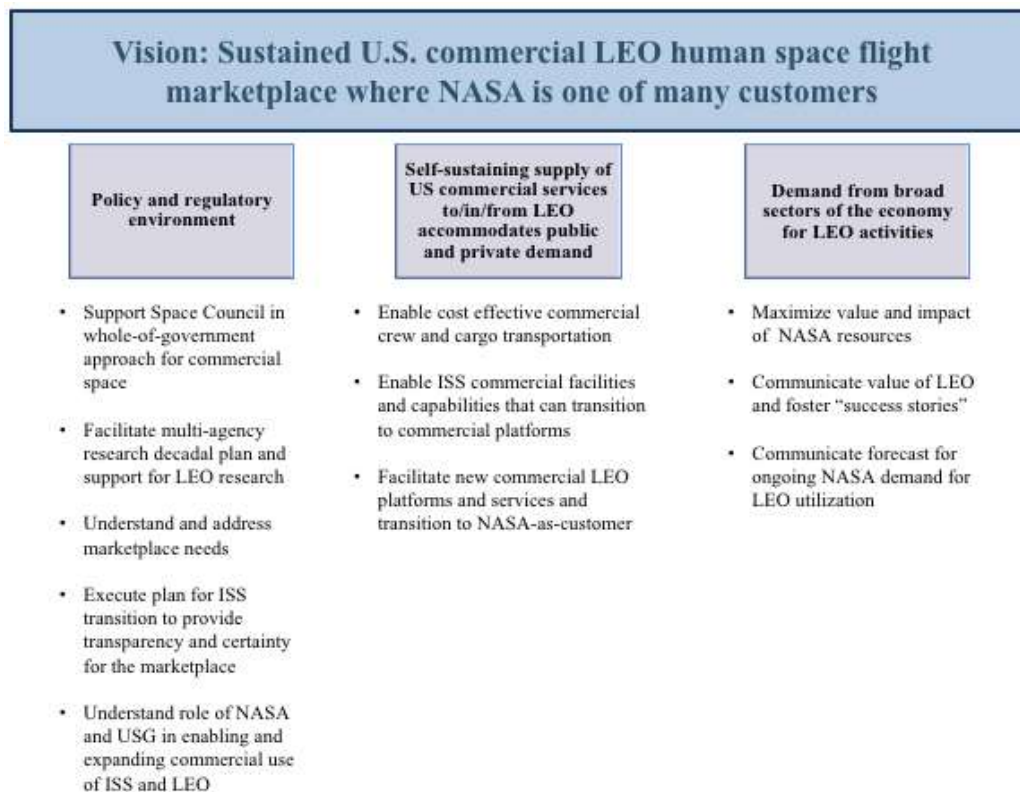 Vision: Sustained U.S. commercial LEO human space flight
marketplace where NASA is one of many customers
Policy and regulatory
environment
• Support Space Council in
whole-of-government
approach for commercial
space
• Facilitate multi-agency
research decadal plan and
support for LEO research
• Understand and address
marketplace needs
• Execute plan for ISS
transition to provide
transparency and certainty
for the marketplace
• Understand role of NASA
and USG in enabling and
expanding commercial use
of ISS and LEO
Self-sustaining supply of
US commercial services
to/in/from LEO
accommodates public
and private demand
• Enable cost effective commercial
crew and cargo transportation
• Enable ISS commercial facilities
and capabilities that can transition
to commercial platforms
• Facilitate new commercial LEO
platforms and services and
transition to NASA-as-customer
Demand from broad
sectors of the economy
for LEO activities
• Maximize value and impact
of NASA resources
• Communicate value of LEO
and foster “success stories”
• Communicate forecast for
ongoing NASA demand for
LEO utilization